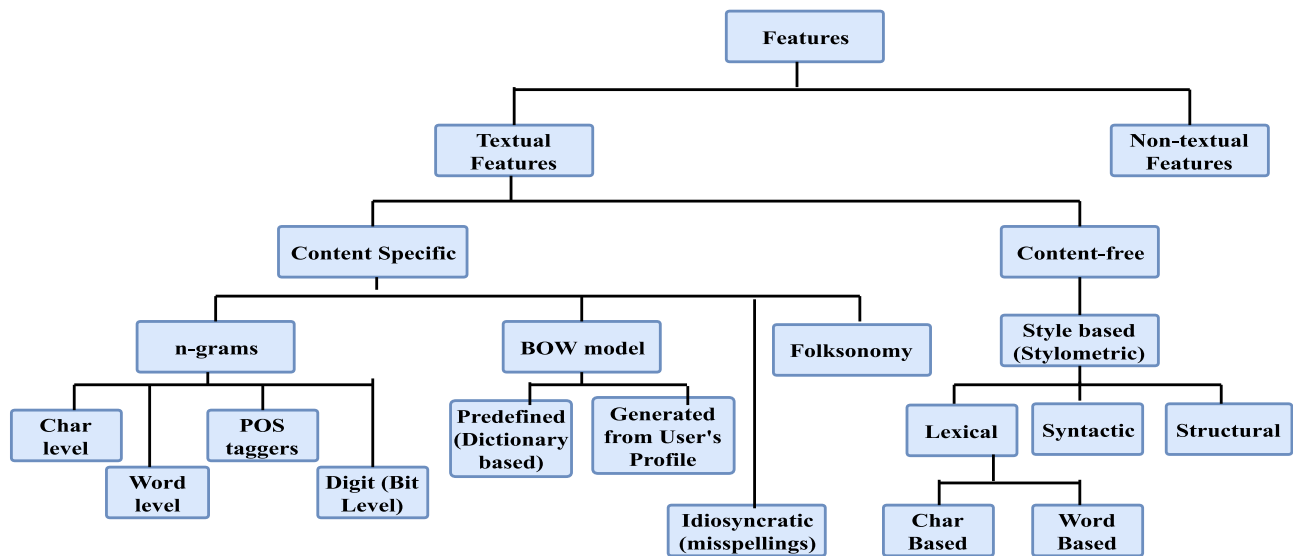 Features
Textual
Features
Non-textual
Features
Content Specific
Content-free
n-grams
BOW model
Folksonomy
Style based
(Stylometric)
Char
level
Word
level
POS
taggers
Digit (Bit
Level)
Predefined
(Dictionary
based)
Generated
from User's
Profile
Idiosyncratic
(misspellings)
Lexical
Syntactic
Structural
Char
Based
Word
Based